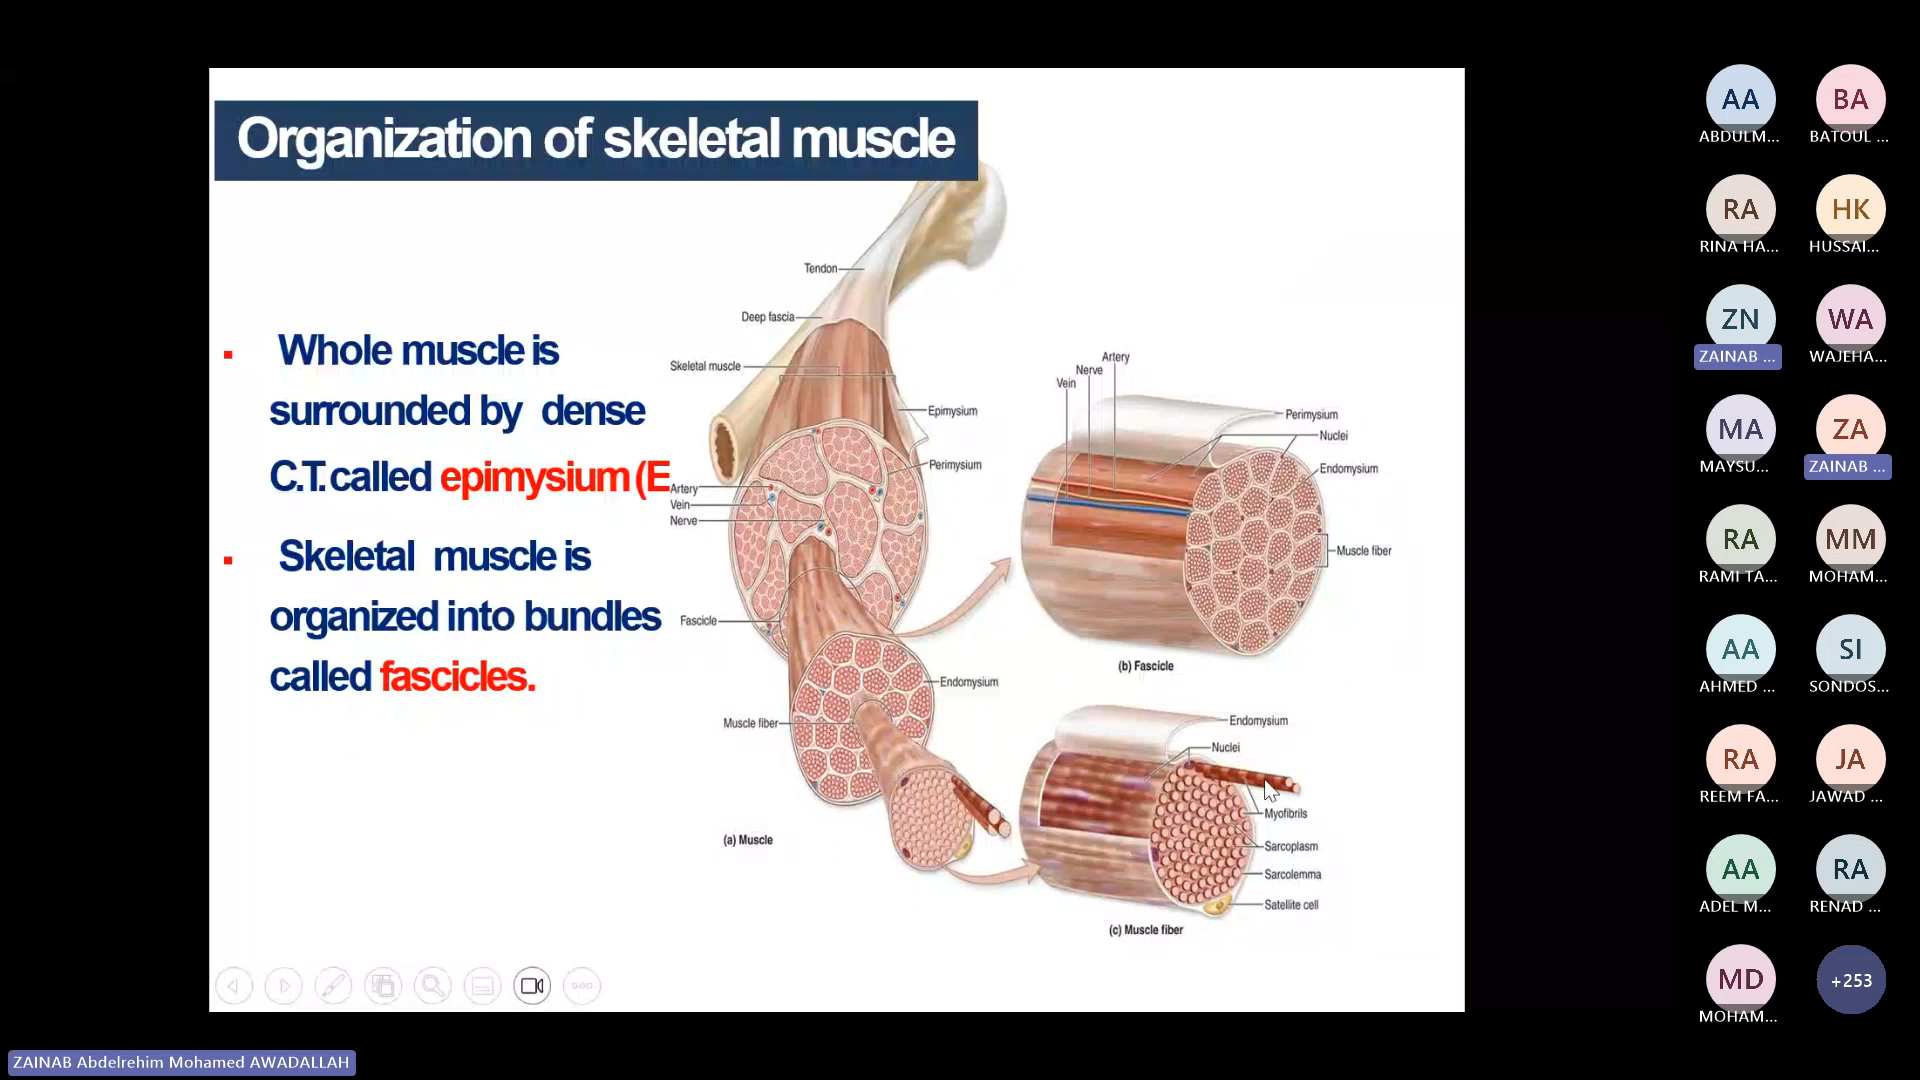 Organization of skeletal muscle
Whole muscle is
surrounded by dense
C.T. called epimysium (E
Skeletal muscle is
organized into bundles
called fascicles.
Tendon
Deep fascia
Skeletal muscle
Epimysium
Perimysium
Artery
Vein
Nerve
Fascicle
Endomysium
Muscle fiber
(a) Muscle
Artery
Nerve
Vein
Perimysium
Nuclei
Endomysium
Muscle fiber
(b) Fascicle
Endomysium
Nuclei
Myofibrils
Sarcoplasm
Sarcolemma
Satellite cell
(c) Muscle fiber
AA BA
ABDULM... BATOUL ...
RA HK
RINA HA... HUSSAI...
ZN WA
ZAINAB ... WAJEHA...
MA ZA
MAYSU... ZAINAB ...
RA MM
RAMI TA... MOHAM...
AA SI
AHMED ... SONDOS...
RA JA
REEM FA... JAWAD ...
AA RA
ADEL M... RENAD ...
MD +253
MOHAM...
ZAINAB Abdelrehim Mohamed AWADALLAH